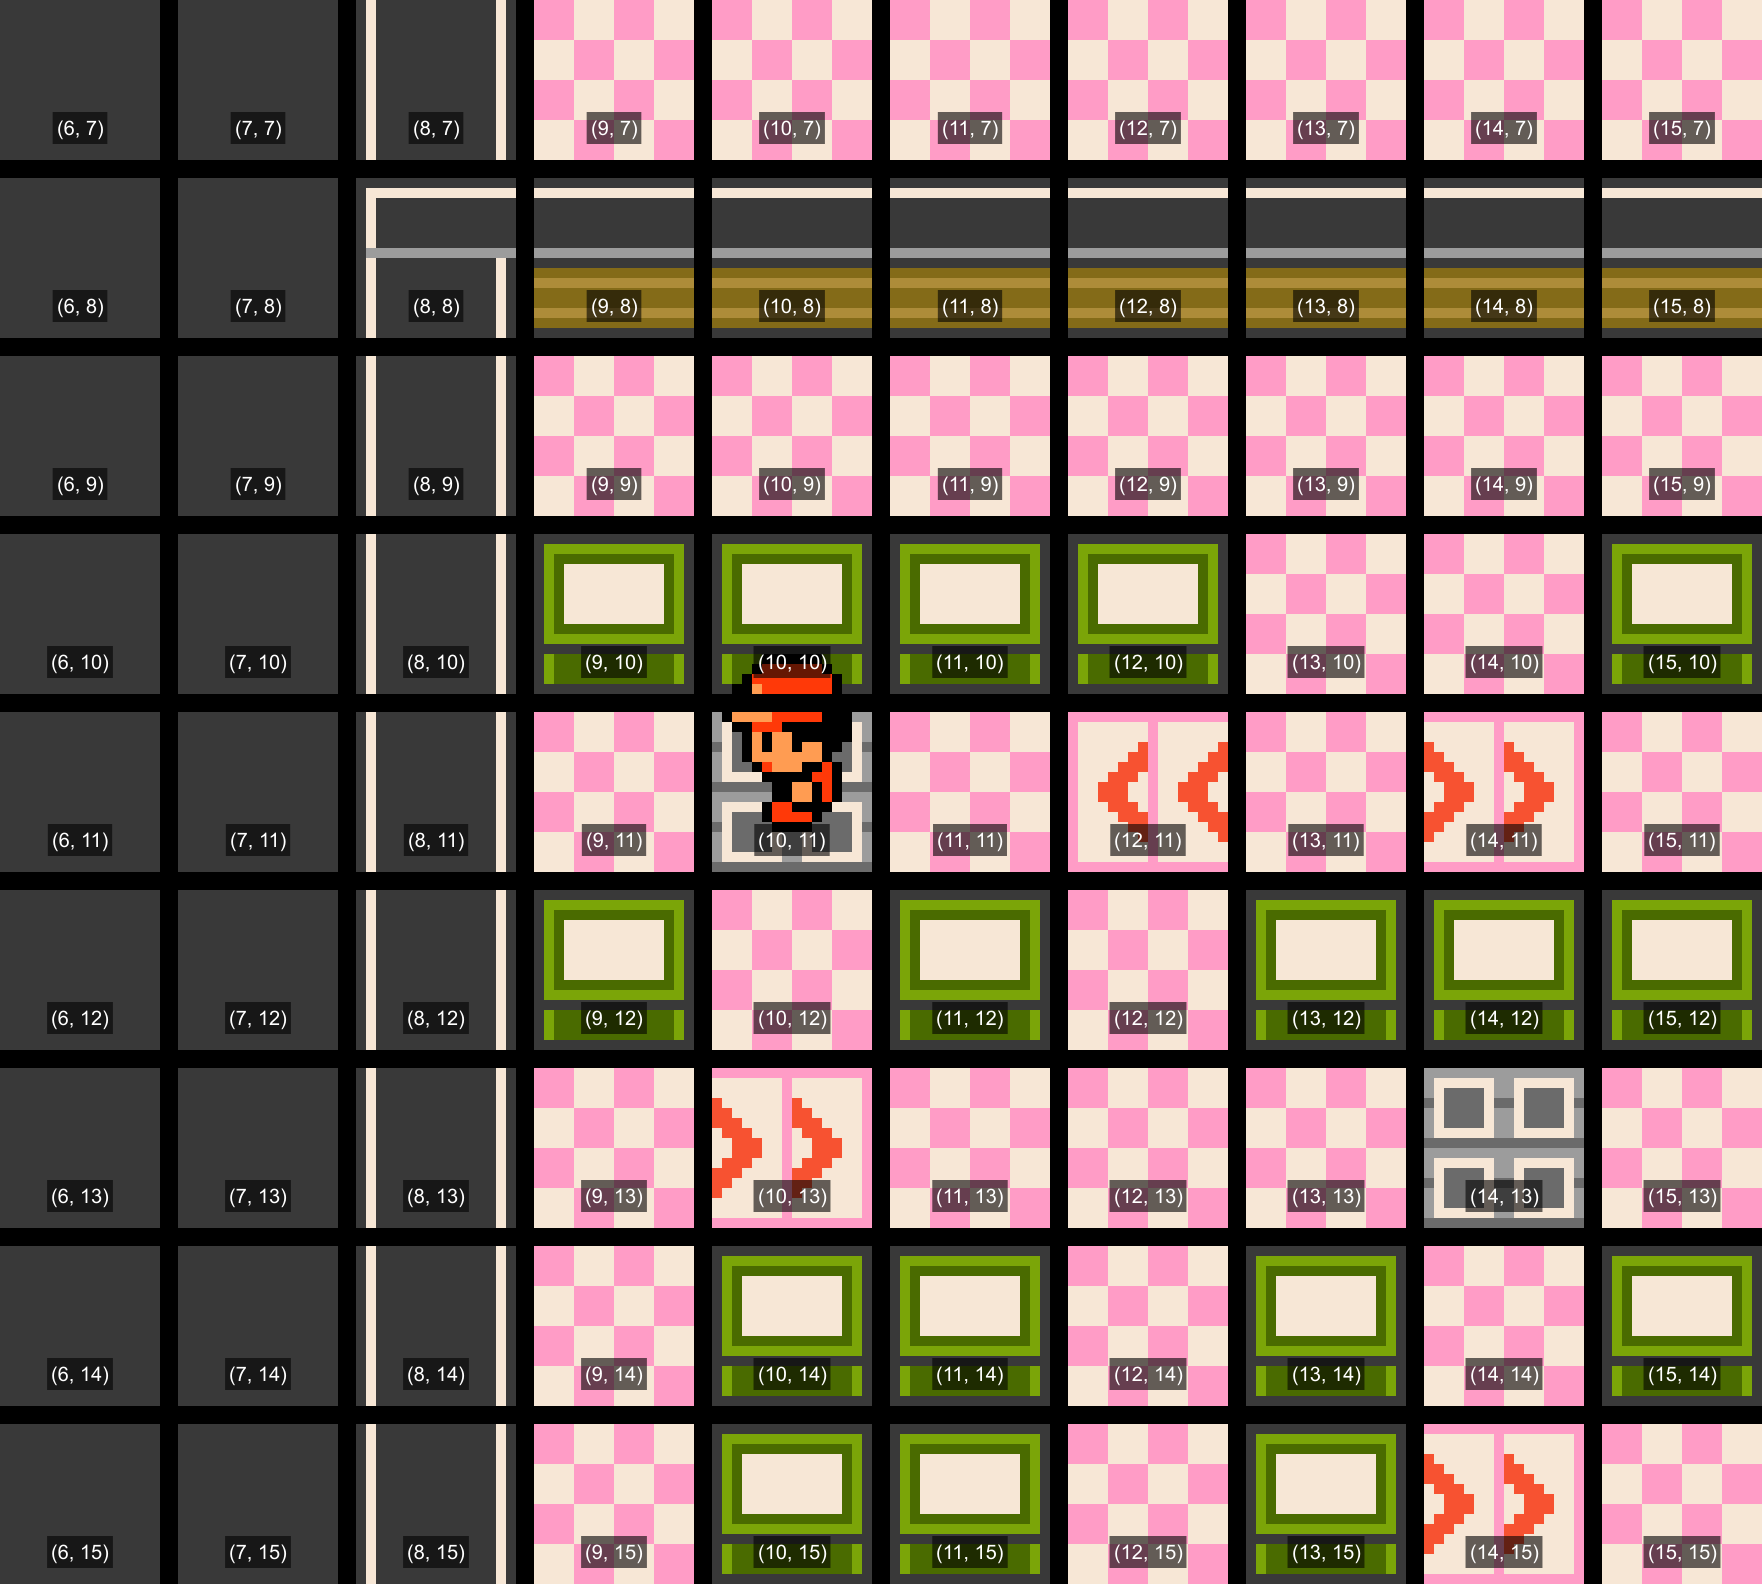 (6, 7) (7, 7) (8, 7) (9, 7) (10, 7) (11, 7) (12, 7) (13, 7) (14, 7) (15, 7)
(6, 8) (7, 8) (8, 8) (9, 8) (10, 8) (11, 8) (12, 8) (13, 8) (14, 8) (15, 8)
(6, 9) (7, 9) (8, 9) (9, 9) (10, 9) (11, 9) (12, 9) (13, 9) (14, 9) (15, 9)
(6, 10) (7, 10) (8, 10) (9, 10) (10, 10) (11, 10) (12, 10) (13, 10) (14, 10) (15, 10)
(6, 11) (7, 11) (8, 11) (9, 11) (10, 11) (11, 11) (12, 11) (13, 11) (14, 11) (15, 11)
(6, 12) (7, 12) (8, 12) (9, 12) (10, 12) (11, 12) (12, 12) (13, 12) (14, 12) (15, 12)
(6, 13) (7, 13) (8, 13) (9, 13) (10, 13) (11, 13) (12, 13) (13, 13) (14, 13) (15, 13)
(6, 14) (7, 14) (8, 14) (9, 14) (10, 14) (11, 14) (12, 14) (13, 14) (14, 14) (15, 14)
(6, 15) (7, 15) (8, 15) (9, 15) (10, 15) (11, 15) (12, 15) (13, 15) (14, 15) (15, 15)